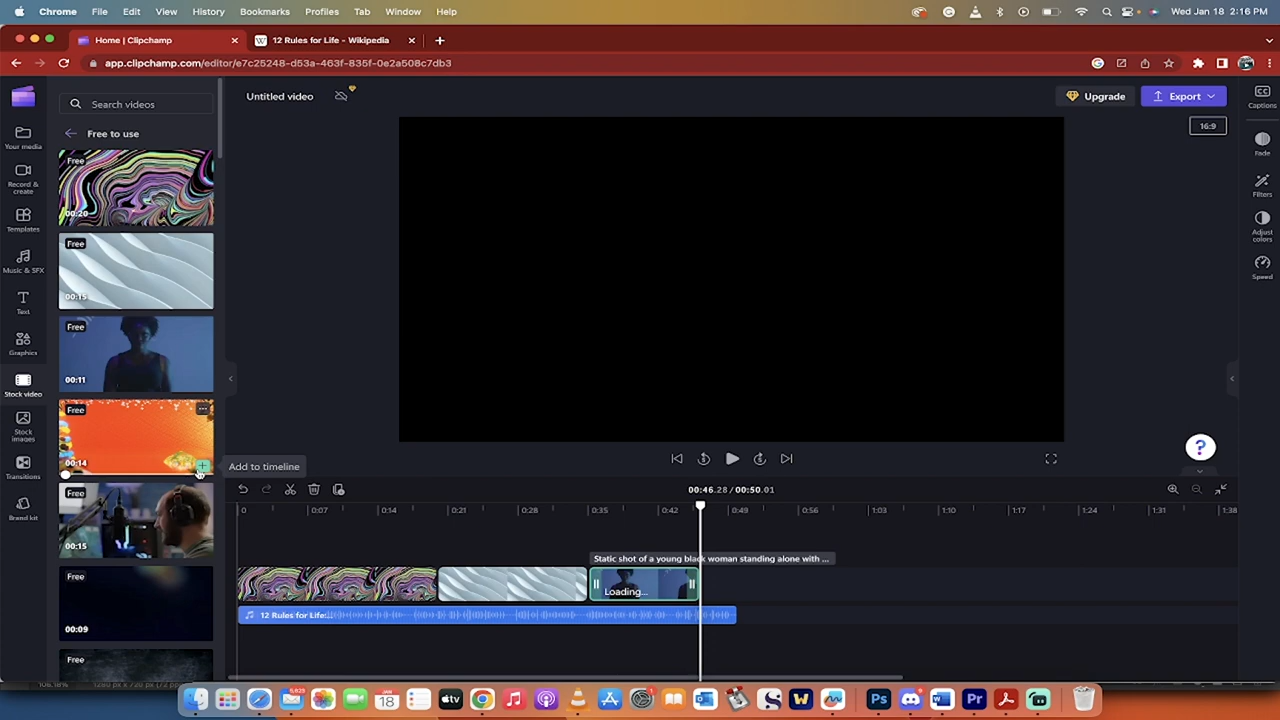 Chrome File Edit View History Bookmarks Profiles Tab Window Help Wed Jan 18 2:16 PM
Home | Clipchamp 12 Rules for Life - Wikipedia
app.clipchamp.com/editor/e7c25248-d53a-463f-835f-0e2a508c7db3
Search videos
Free to use
Free
00:20
Free
00:15
Free
00:11
Free
00:14
Add to timeline
Free
00:15
Free
00:09
Free
Your media
Record & create
Templates
Music & SFX
Text
Graphics
Stock video
Stock images
Transitions
Brand kit
Untitled video
Upgrade
Export
16:9
Captions
Fade
Filters
Adjust colors
Speed
?
00:46.28 / 00:50.01
0 0:07 0:14 0:21 0:28 0:35 0:42 0:49 0:56 1:03 1:10 1:17 1:24 1:31 1:38
Static shot of a young black woman standing alone with ...
Loading...
12 Rules for Life:...
5,623
JAN
18